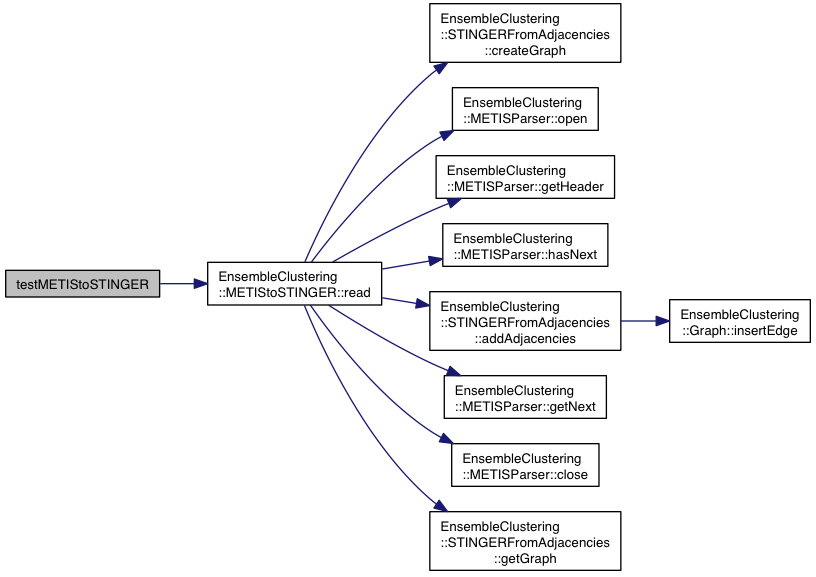 testMETIStoSTINGER
EnsembleClustering
::METIStoSTINGER::read
EnsembleClustering
::STINGERFromAdjacencies
::createGraph
EnsembleClustering
::METISParser::open
EnsembleClustering
::METISParser::getHeader
EnsembleClustering
::METISParser::hasNext
EnsembleClustering
::STINGERFromAdjacencies
::addAdjacencies
EnsembleClustering
::Graph::insertEdge
EnsembleClustering
::METISParser::getNext
EnsembleClustering
::METISParser::close
EnsembleClustering
::STINGERFromAdjacencies
::getGraph